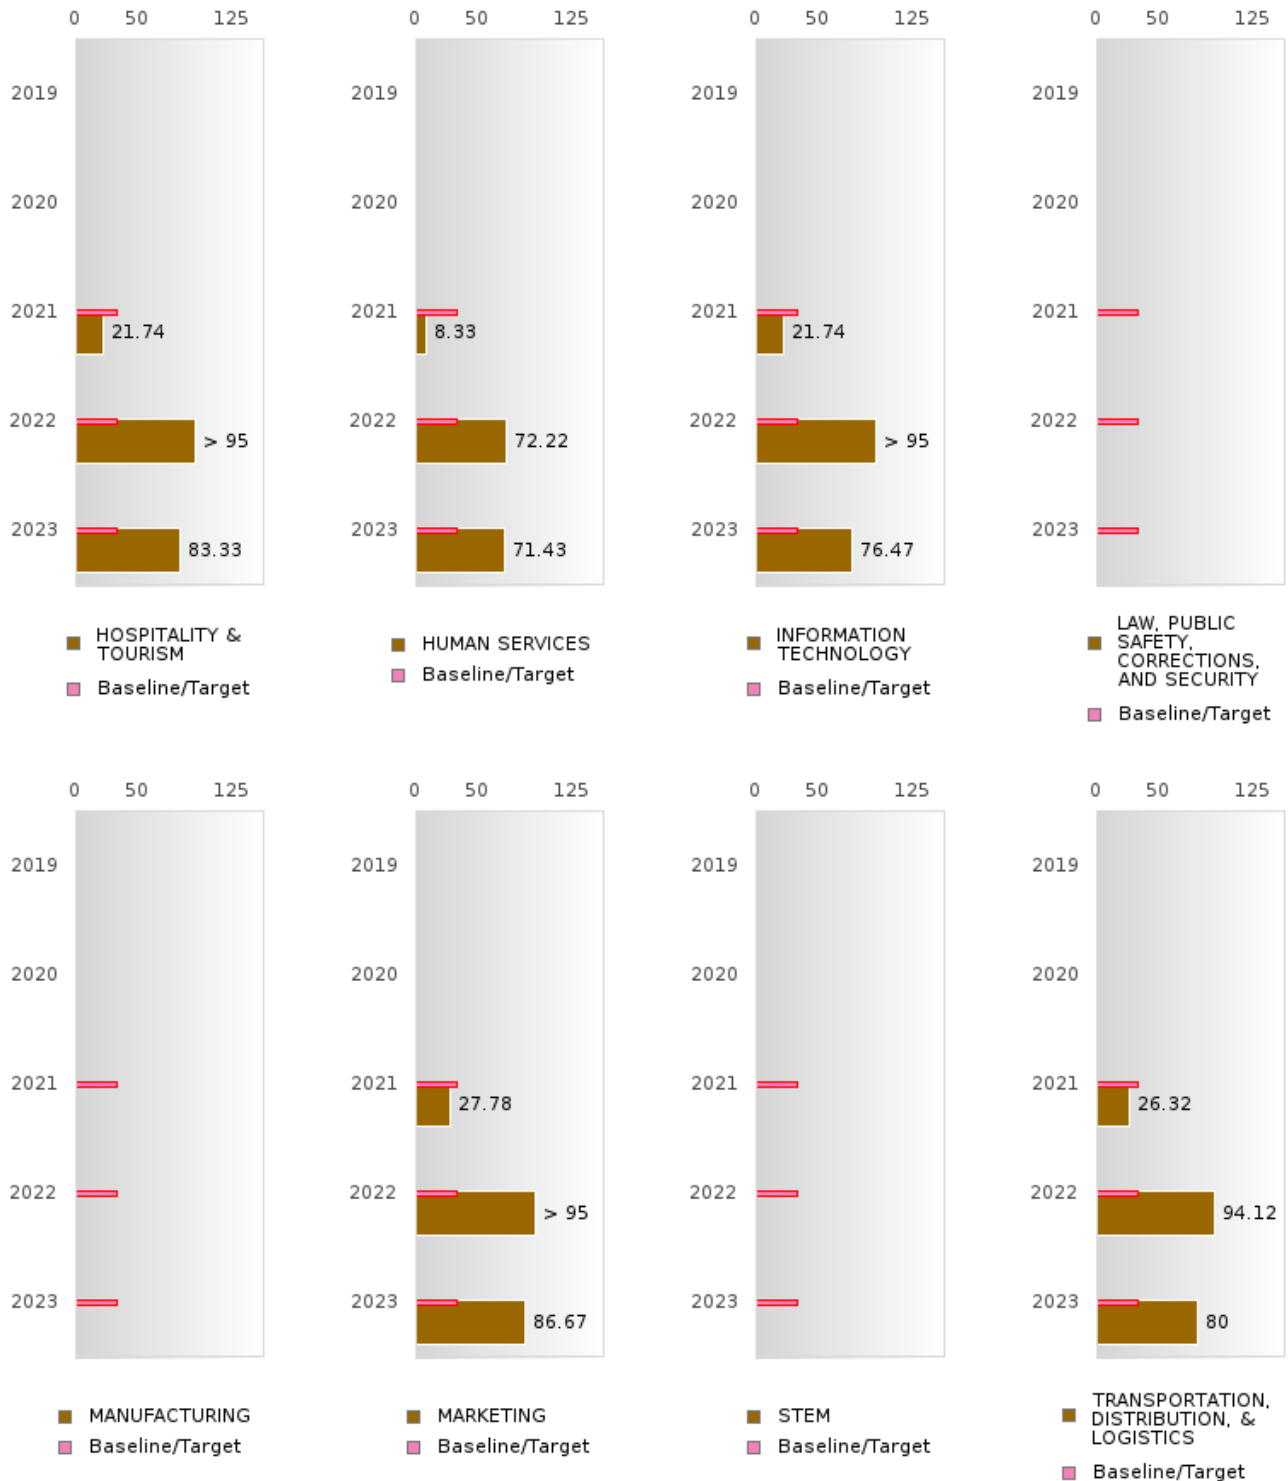 0 50 125
0 50 125
0 50 125
0 50 125
2019
2019
2019
2019
2020
2020
2020
2020
2021
21.74
2021
8.33
2021
21.74
2021
2022
> 95
2022
72.22
2022
> 95
2022
2023
83.33
2023
71.43
2023
76.47
2023
HOSPITALITY &
TOURISM
Baseline/Target
HUMAN SERVICES
Baseline/Target
INFORMATION
TECHNOLOGY
Baseline/Target
LAW, PUBLIC
SAFETY,
CORRECTIONS,
AND SECURITY
Baseline/Target
0 50 125
0 50 125
0 50 125
0 50 125
2019
2019
2019
2019
2020
2020
2020
2020
2021
2021
27.78
2021
2021
26.32
2022
2022
> 95
2022
2022
94.12
2023
2023
86.67
2023
2023
80
MANUFACTURING
Baseline/Target
MARKETING
Baseline/Target
STEM
Baseline/Target
TRANSPORTATION,
DISTRIBUTION, &
LOGISTICS
Baseline/Target